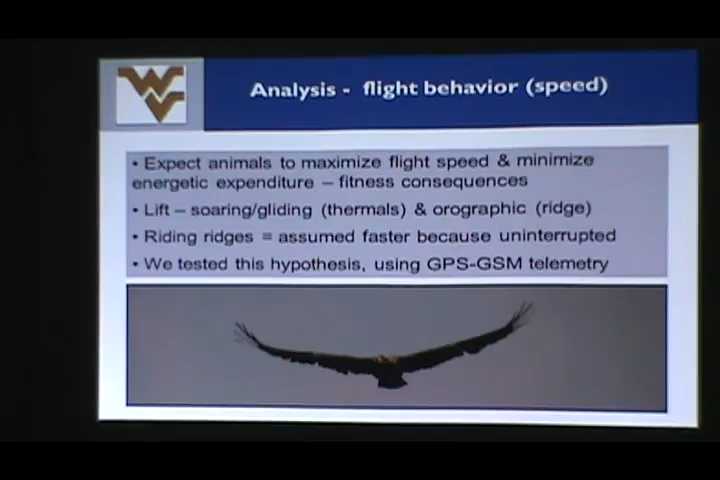 WV
Analysis - flight behavior (speed)
• Expect animals to maximize flight speed & minimize
energetic expenditure – fitness consequences
• Lift – soaring/gliding (thermals) & orographic (ridge)
• Riding ridges = assumed faster because uninterrupted
• We tested this hypothesis, using GPS-GSM telemetry